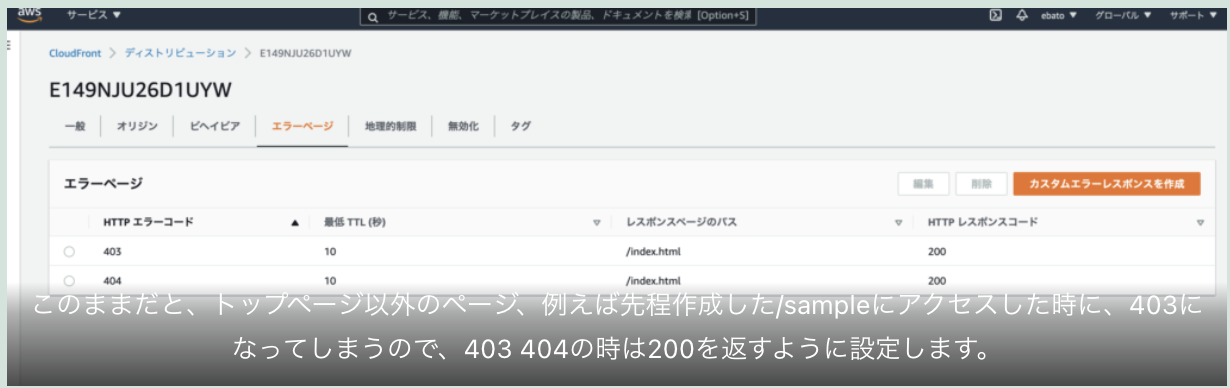 aws サービス ▼ サービス、機能、マーケットプレイスの製品、ドキュメントを検索 [Option+S] ebato ▼ グローバル ▼ サポート ▼
CloudFront > ディストリビューション > E149NJU26D1UYW
E149NJU26D1UYW
一般 オリジン ビヘイビア エラーページ 地理的制限 無効化 タグ
エラーページ 編集 削除 カスタムエラーレスポンスを作成
HTTP エラーコード ▲ 最低 TTL (秒) ▽ レスポンスページのパス ▽ HTTP レスポンスコード ▽
403 10 /index.html 200
404 10 /index.html 200
このままだと、トップページ以外のページ、例えば先程作成した/sampleにアクセスした時に、403に
なってしまうので、403 404の時は200を返すように設定します。